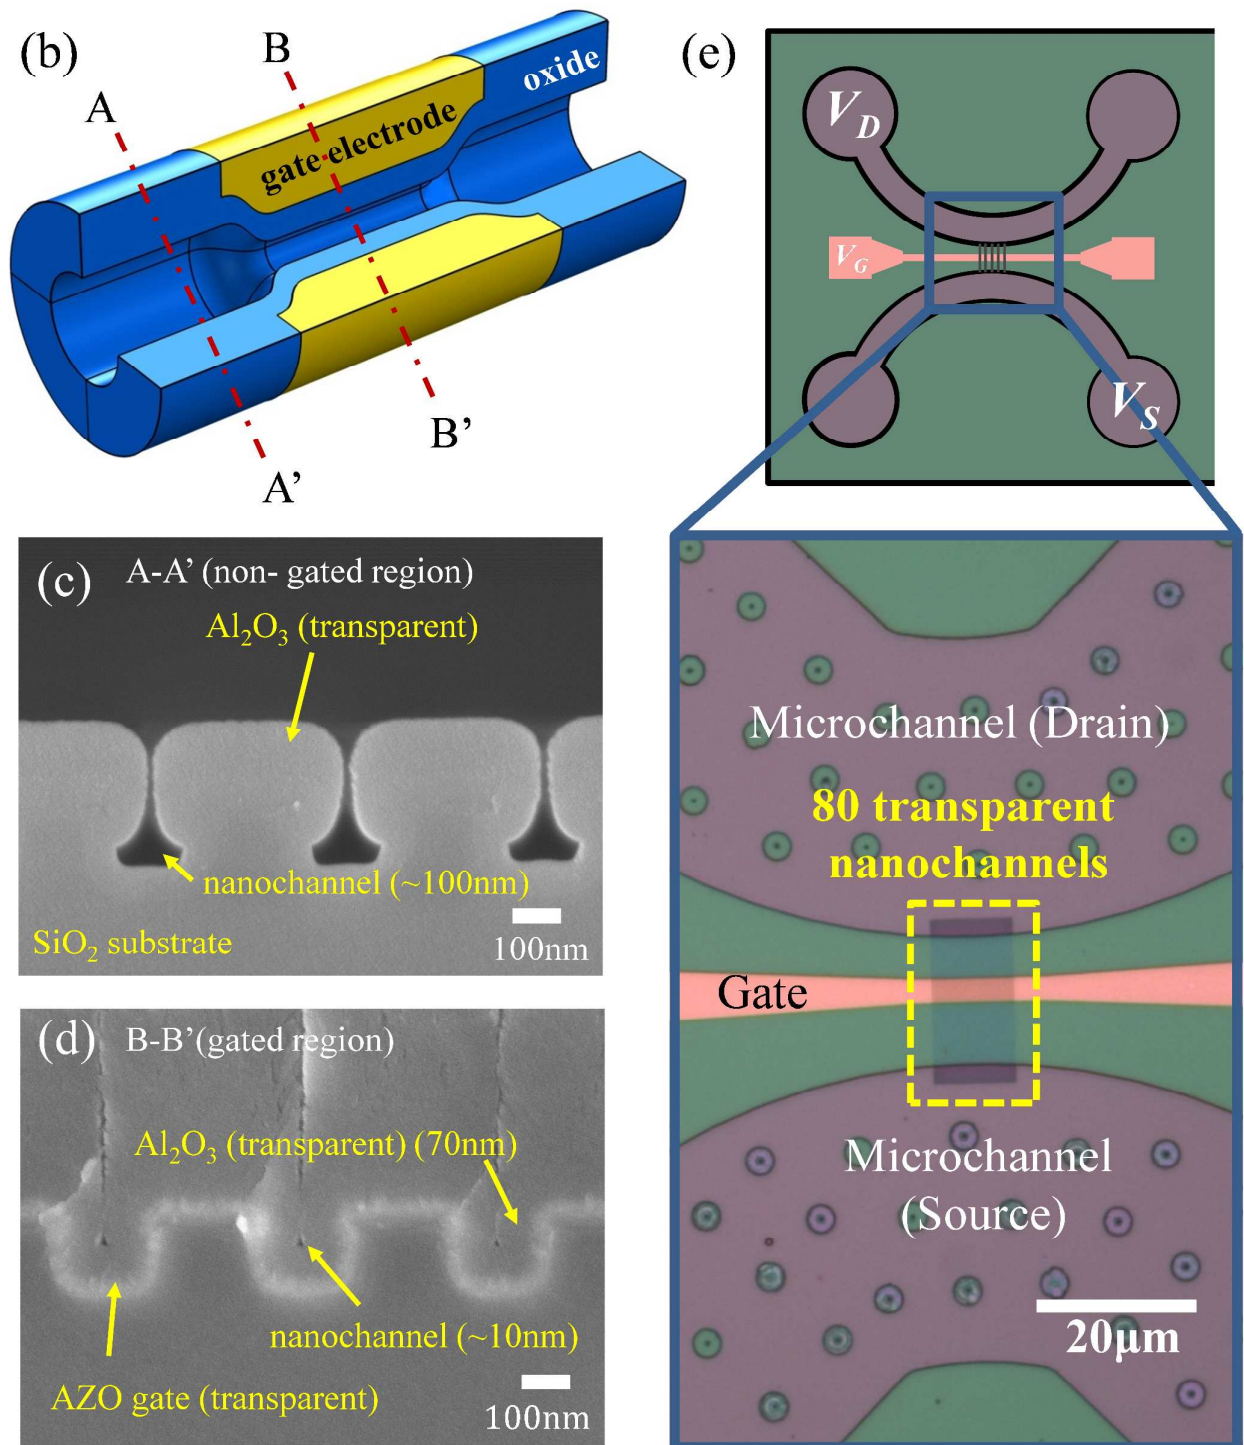 (b)
A
B
gate electrode
oxide
B’
A’
(c)
A-A’ (non- gated region)
Al₂O₃ (transparent)
nanochannel (~100nm)
SiO₂ substrate
100nm
(d)
B-B’(gated region)
Al₂O₃ (transparent) (70nm)
nanochannel (~10nm)
AZO gate (transparent)
100nm
(e)
V_D
V_G
V_S
Microchannel (Drain)
80 transparent
nanochannels
Gate
Microchannel
(Source)
20μm